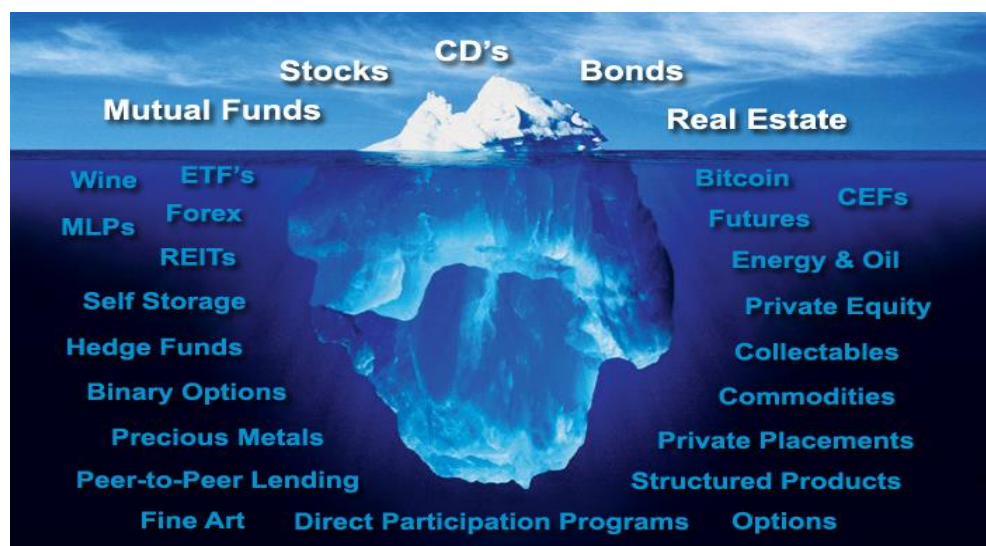 CD's
Stocks
Bonds
Mutual Funds
Real Estate
Wine
ETF's
Bitcoin
CEFs
MLPs
Forex
Futures
REITs
Energy & Oil
Self Storage
Private Equity
Hedge Funds
Collectables
Binary Options
Commodities
Precious Metals
Private Placements
Peer-to-Peer Lending
Structured Products
Fine Art
Direct Participation Programs
Options